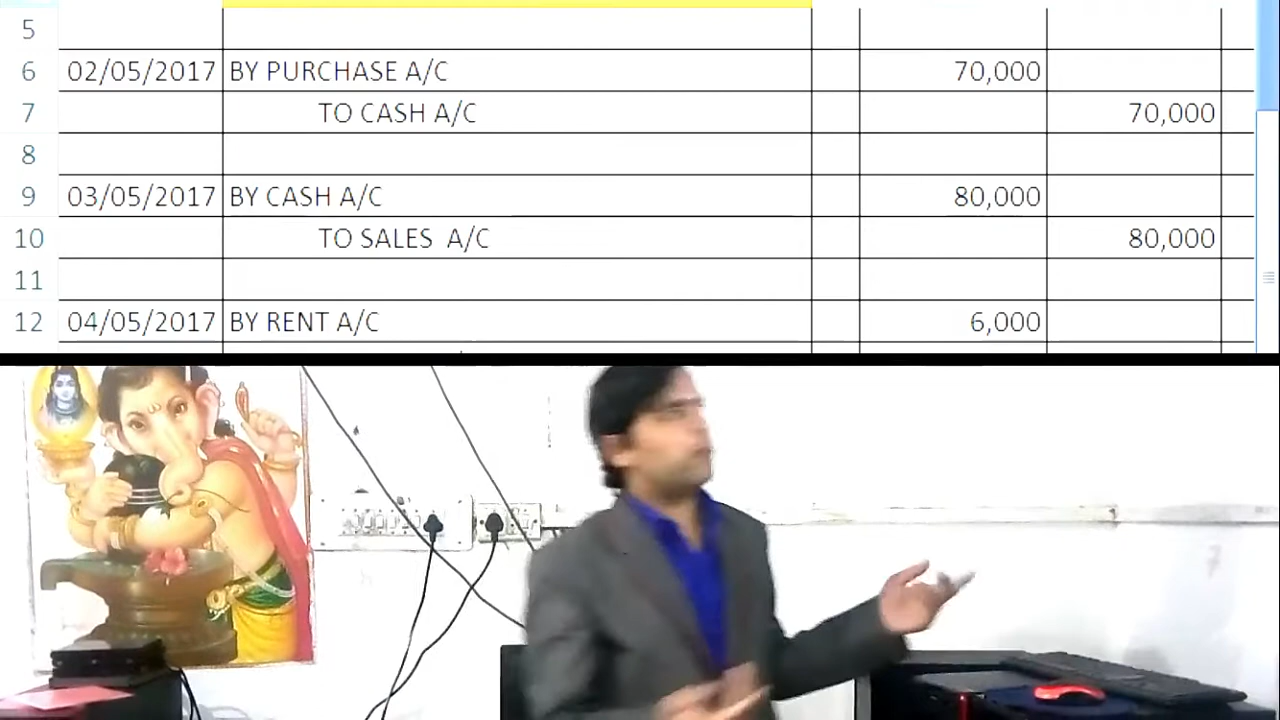 5
6 02/05/2017 BY PURCHASE A/C 70,000
7 TO CASH A/C 70,000
8
9 03/05/2017 BY CASH A/C 80,000
10 TO SALES A/C 80,000
11
12 04/05/2017 BY RENT A/C 6,000